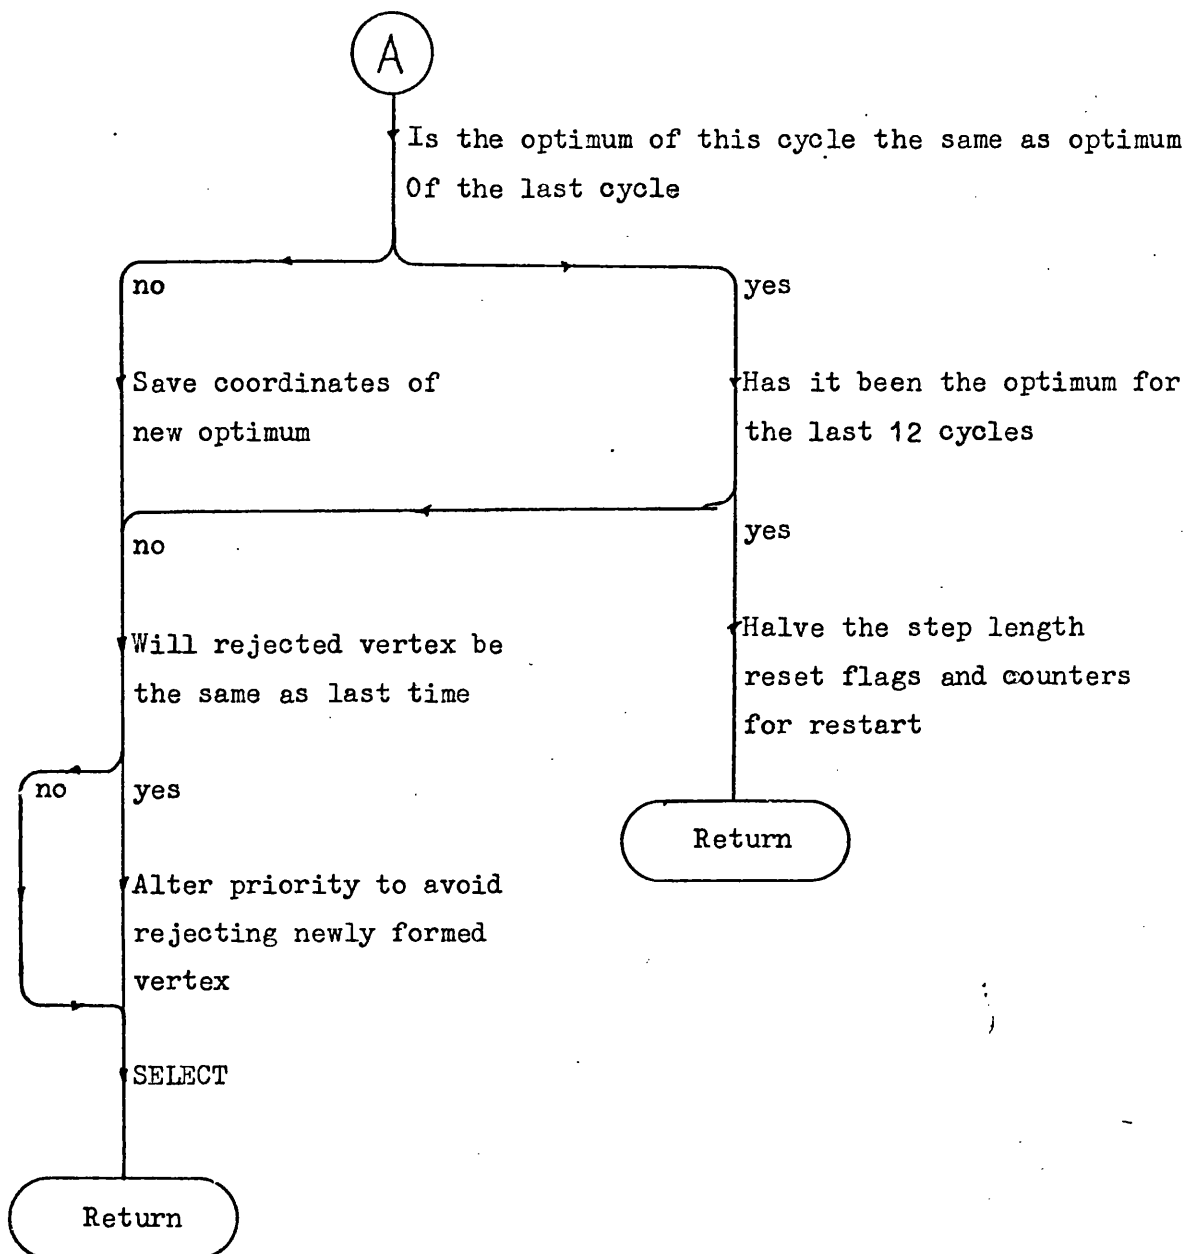 A
Is the optimum of this cycle the same as optimum
Of the last cycle
no
yes
Save coordinates of
new optimum
Has it been the optimum for
the last 12 cycles
no
yes
Will rejected vertex be
the same as last time
Halve the step length
reset flags and counters
for restart
no
yes
Return
Alter priority to avoid
rejecting newly formed
vertex
SELECT
Return